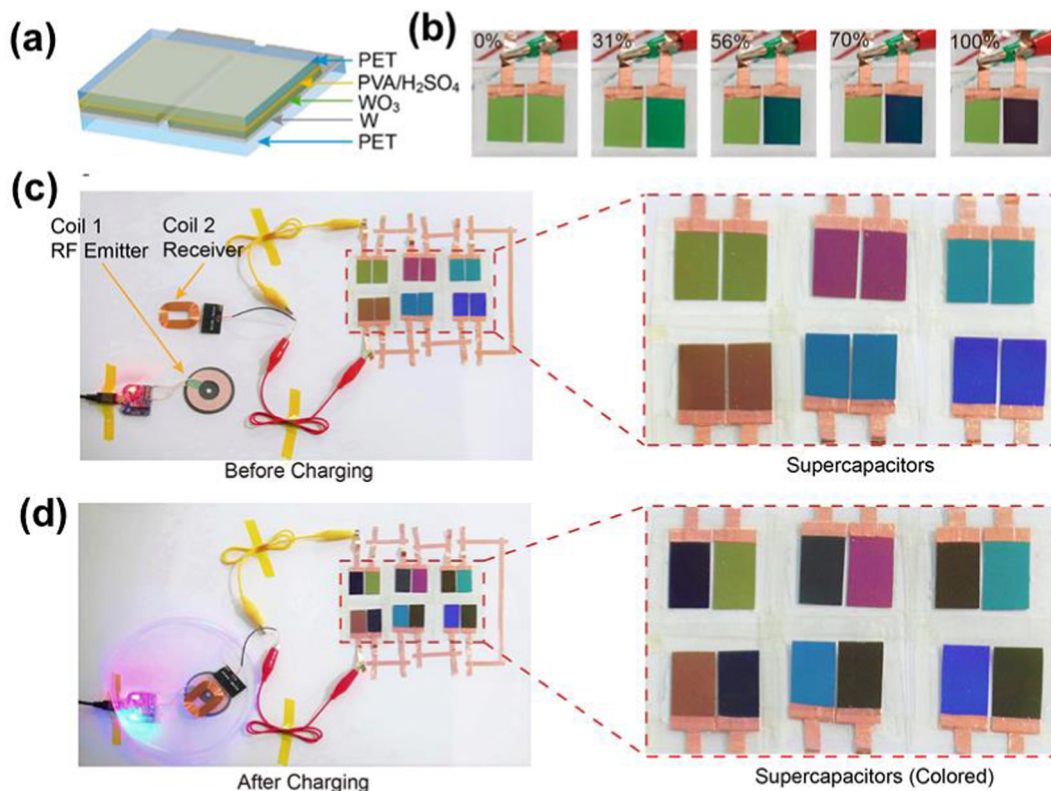 (a)
PET
PVA/H₂SO₄
WO₃
W
PET
(b)
0%
31%
56%
70%
100%
(c)
Coil 1
RF Emitter
Coil 2
Receiver
Before Charging
Supercapacitors
(d)
After Charging
Supercapacitors (Colored)